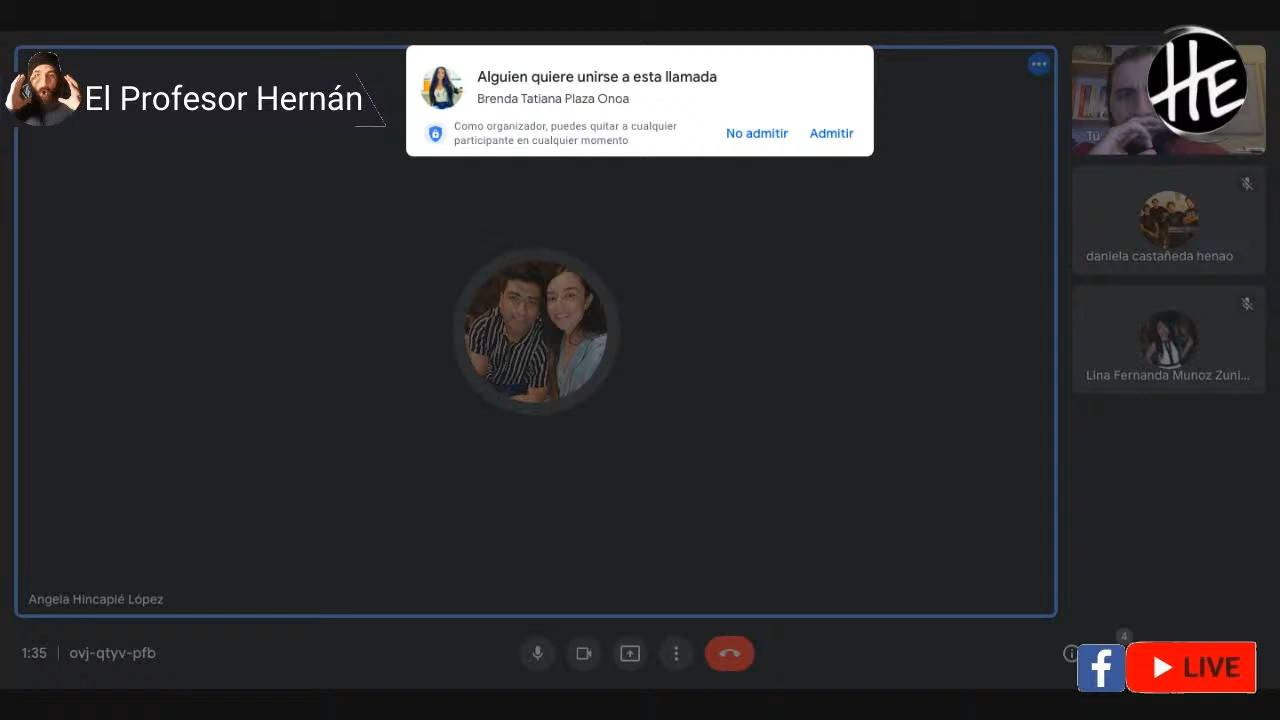 El Profesor Hernán
Alguien quiere unirse a esta llamada
Brenda Tatiana Plaza Onoa
Como organizador, puedes quitar a cualquier
participante en cualquier momento
No admitir
Admitir
HE
Tú
daniela castañeda henao
Lina Fernanda Munoz Zuni...
Angela Hincapié López
1:35 | ovj-qtyv-pfb
4
f
LIVE